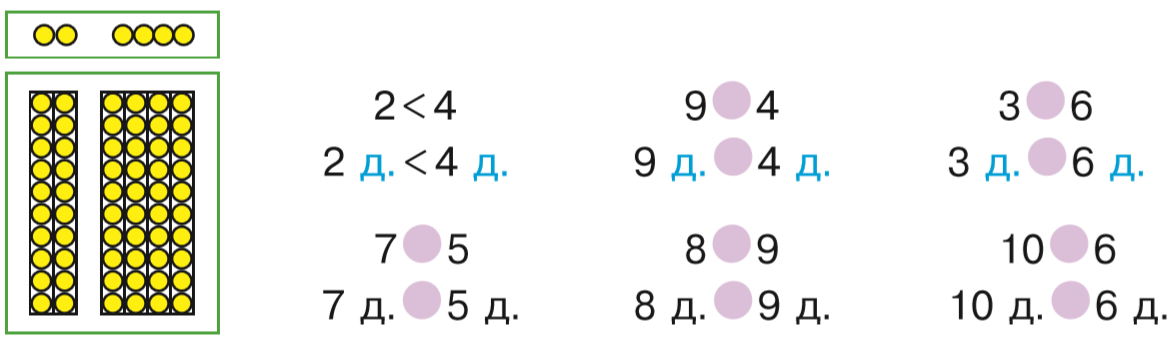 2<4 9 4 3 6
2 д.<4 д. 9 д. 4 д. 3 д. 6 д.
7 5 8 9 10 6
7 д. 5 д. 8 д. 9 д. 10 д. 6 д.